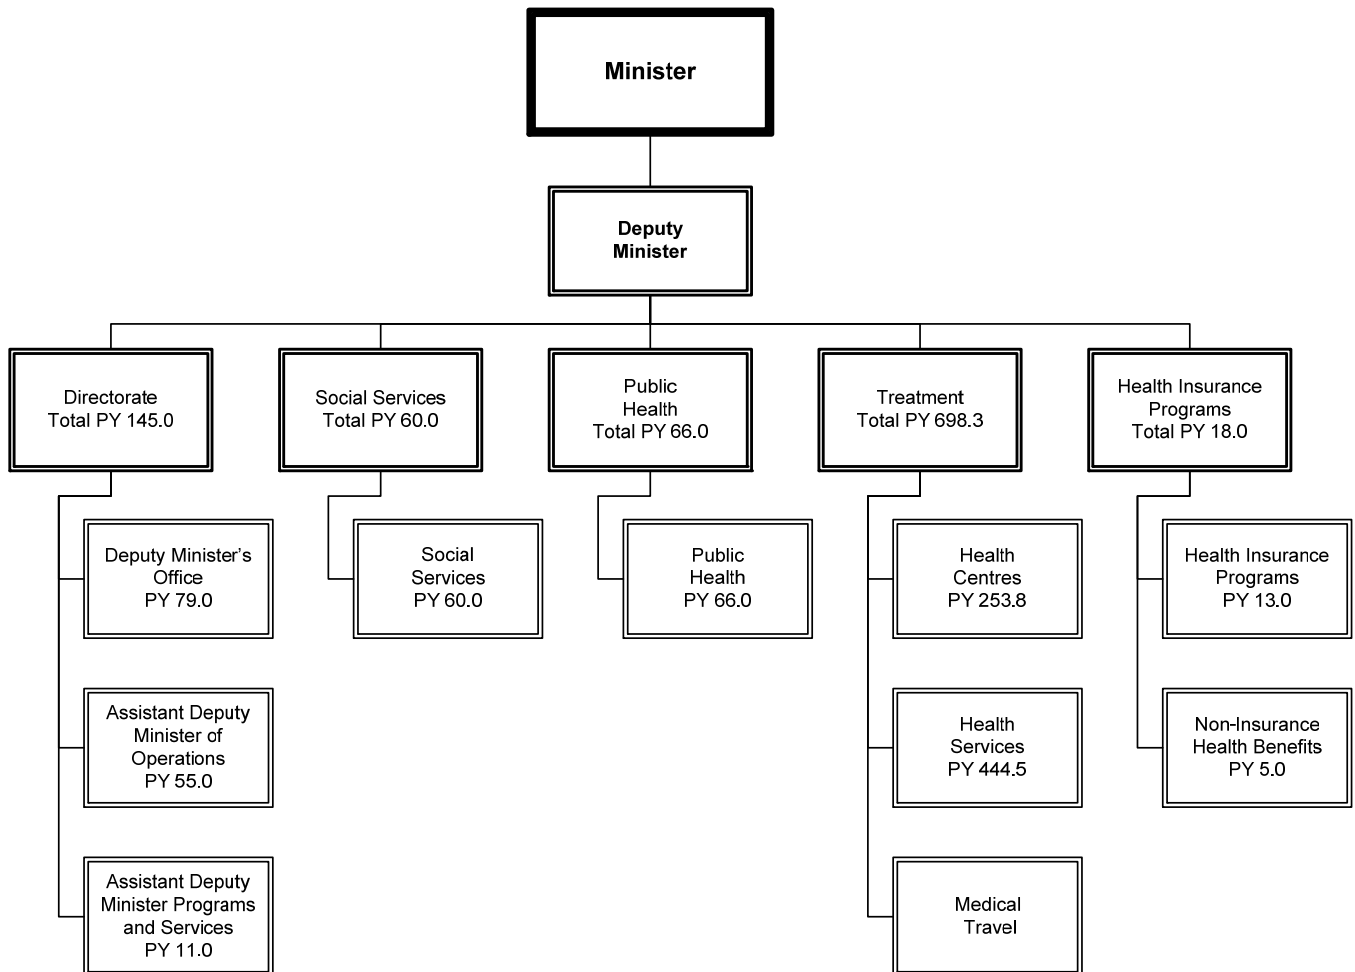 Minister
Deputy
Minister
Directorate
Total PY 145.0
Social Services
Total PY 60.0
Public
Health
Total PY 66.0
Treatment
Total PY 698.3
Health Insurance
Programs
Total PY 18.0
Deputy Minister's
Office
PY 79.0
Social
Services
PY 60.0
Public
Health
PY 66.0
Health
Centres
PY 253.8
Health Insurance
Programs
PY 13.0
Assistant Deputy
Minister of
Operations
PY 55.0
Health
Services
PY 444.5
Non-Insurance
Health Benefits
PY 5.0
Assistant Deputy
Minister Programs
and Services
PY 11.0
Medical
Travel